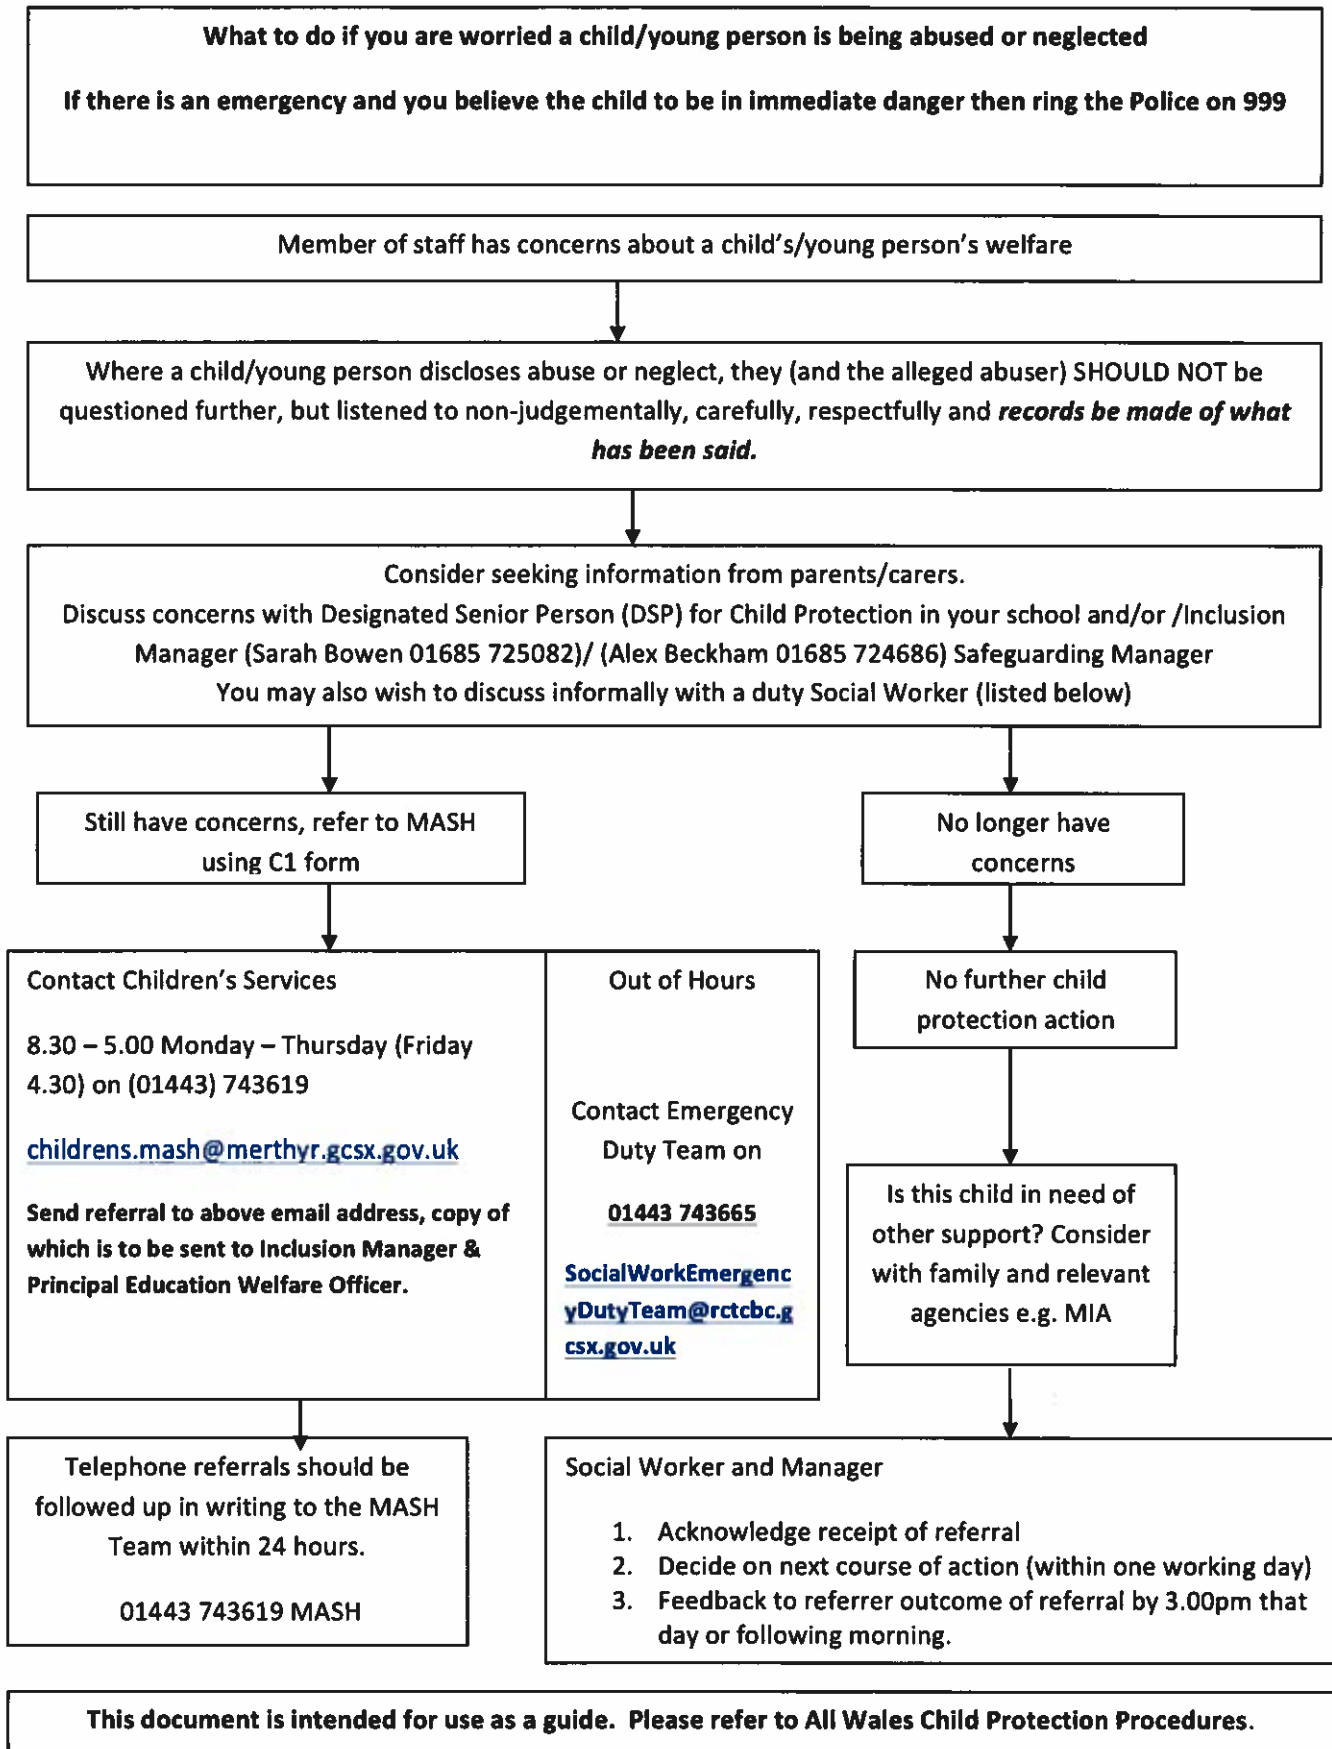 What to do if you are worried a child/young person is being abused or neglected
If there is an emergency and you believe the child to be in immediate danger then ring the Police on 999
Member of staff has concerns about a child's/young person's welfare
Where a child/young person discloses abuse or neglect, they (and the alleged abuser) SHOULD NOT be
questioned further, but listened to non-judgementally, carefully, respectfully and records be made of what
has been said.
Consider seeking information from parents/carers.
Discuss concerns with Designated Senior Person (DSP) for Child Protection in your school and/or /Inclusion
Manager (Sarah Bowen 01685 725082)/ (Alex Beckham 01685 724686) Safeguarding Manager
You may also wish to discuss informally with a duty Social Worker (listed below)
Still have concerns, refer to MASH
using C1 form
No longer have
concerns
Contact Children's Services
8.30 – 5.00 Monday – Thursday (Friday
4.30) on (01443) 743619
childrens.mash@merthyr.gcsx.gov.uk
Send referral to above email address, copy of
which is to be sent to Inclusion Manager &
Principal Education Welfare Officer.
Out of Hours
Contact Emergency
Duty Team on
01443 743665
SocialWorkEmergenc
yDutyTeam@rctcbc.g
csx.gov.uk
No further child
protection action
Is this child in need of
other support? Consider
with family and relevant
agencies e.g. MIA
Telephone referrals should be
followed up in writing to the MASH
Team within 24 hours.
01443 743619 MASH
Social Worker and Manager
1. Acknowledge receipt of referral
2. Decide on next course of action (within one working day)
3. Feedback to referrer outcome of referral by 3.00pm that
day or following morning.
This document is intended for use as a guide. Please refer to All Wales Child Protection Procedures.